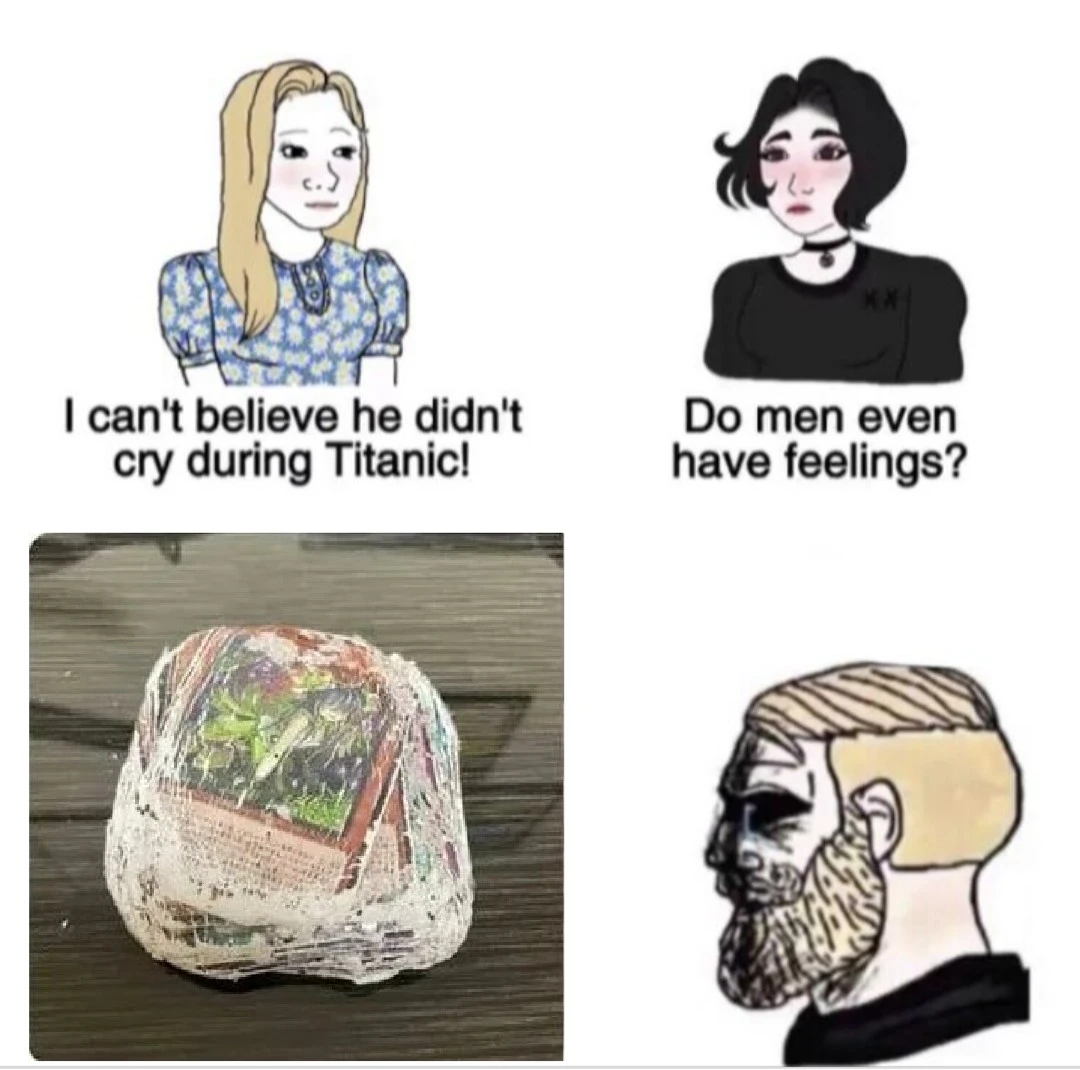 I can't believe he didn't
cry during Titanic!
Do men even
have feelings?